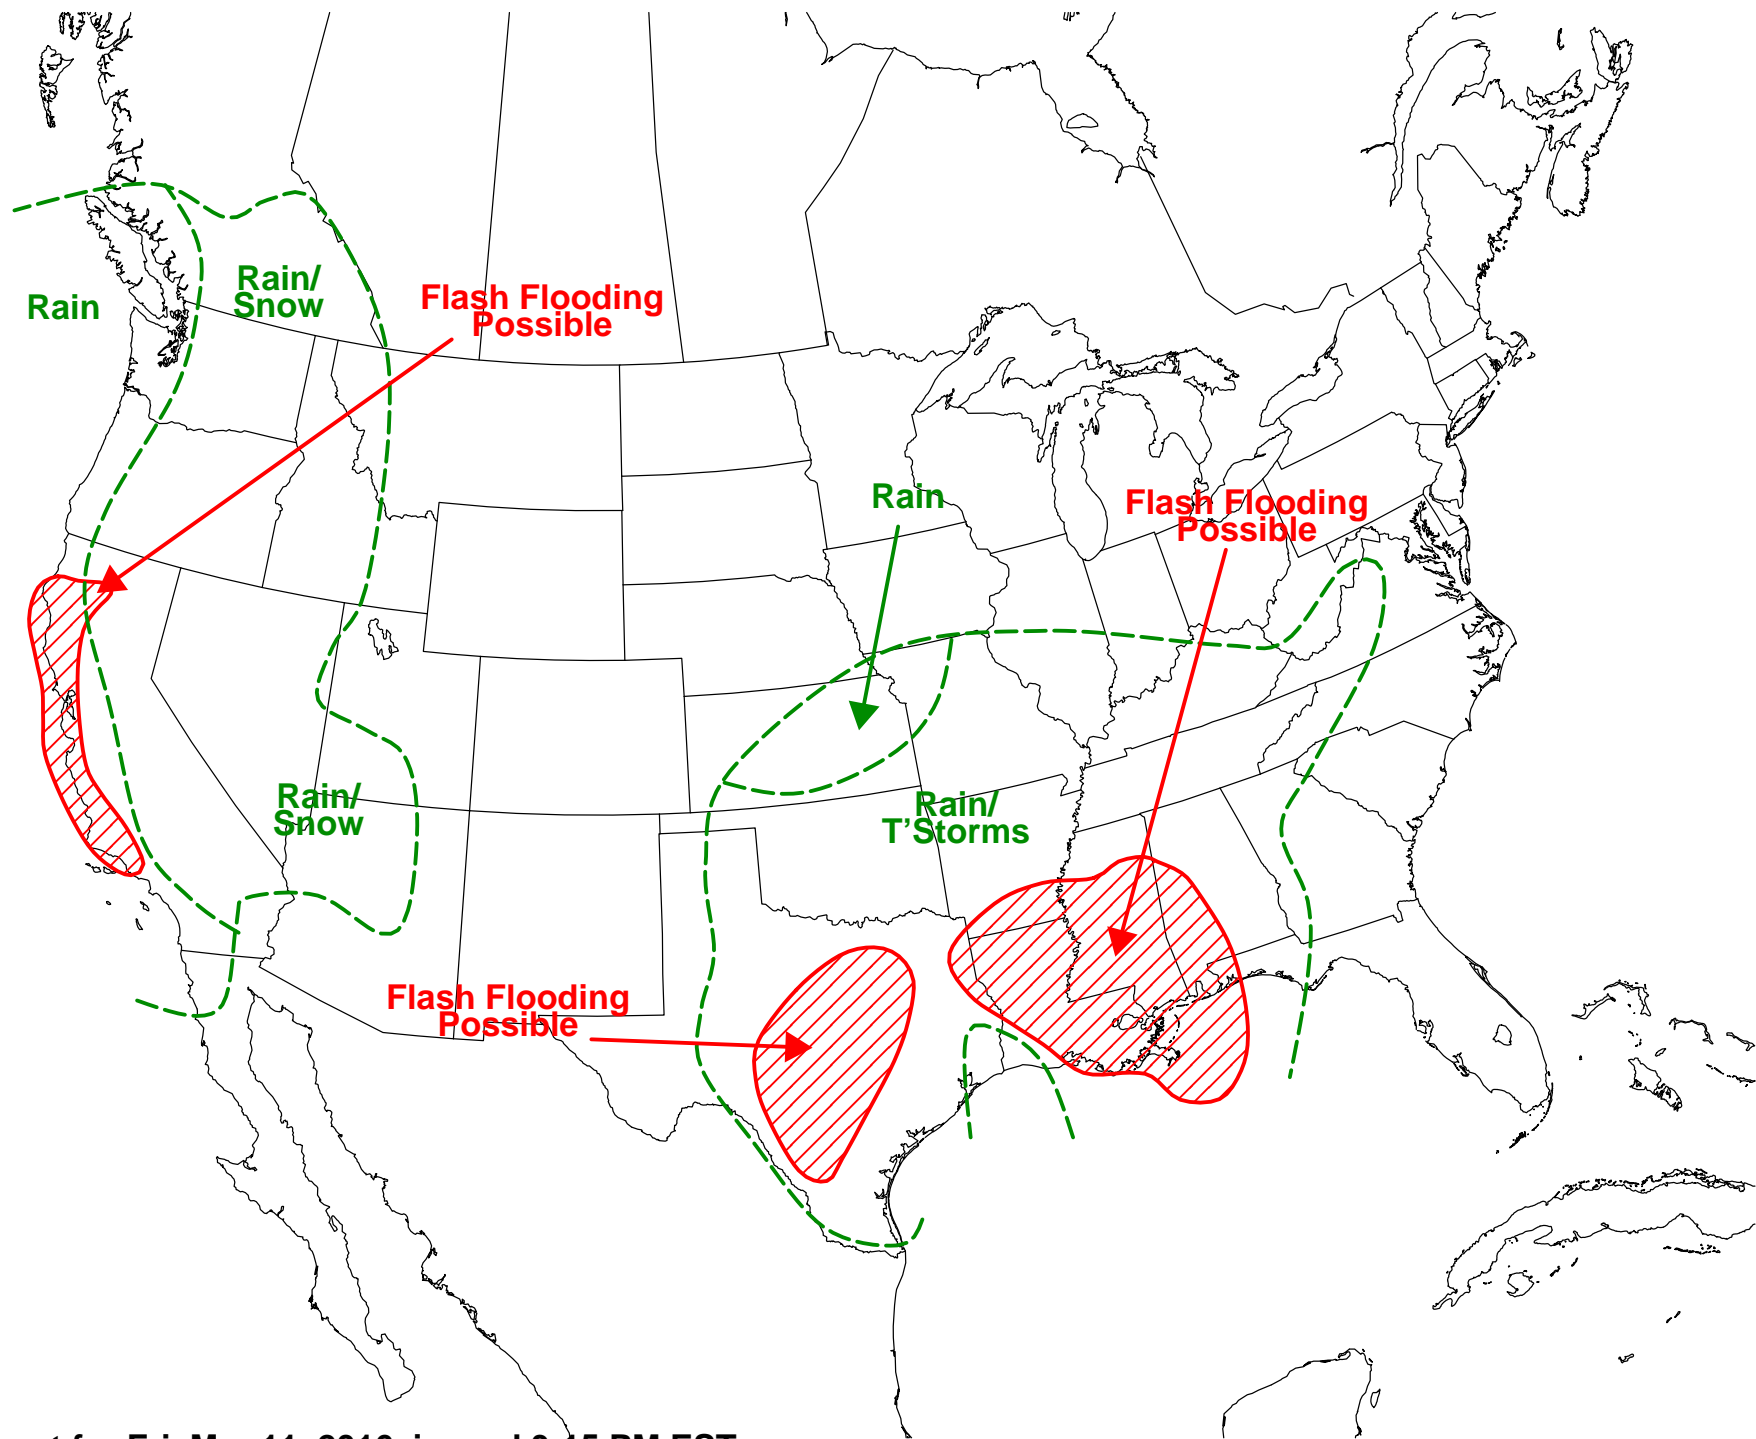 Rain/
Snow
Rain
Flash Flooding
Possible
Rain
Flash Flooding
Possible
Rain/
Snow
Rain/
T'Storms
Flash Flooding
Possible